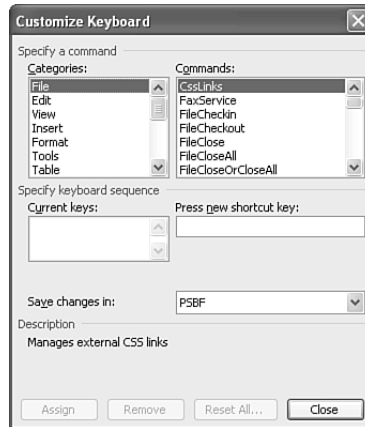 Customize Keyboard
Specify a command
Categories: Commands:
File CssLinks
Edit FaxService
View FileCheckin
Insert FileCheckout
Format FileClose
Tools FileCloseAll
Table FileCloseOrCloseAll
Specify keyboard sequence
Current keys: Press new shortcut key:
Save changes in: PSBF
Description
Manages external CSS links
Assign Remove Reset All... Close